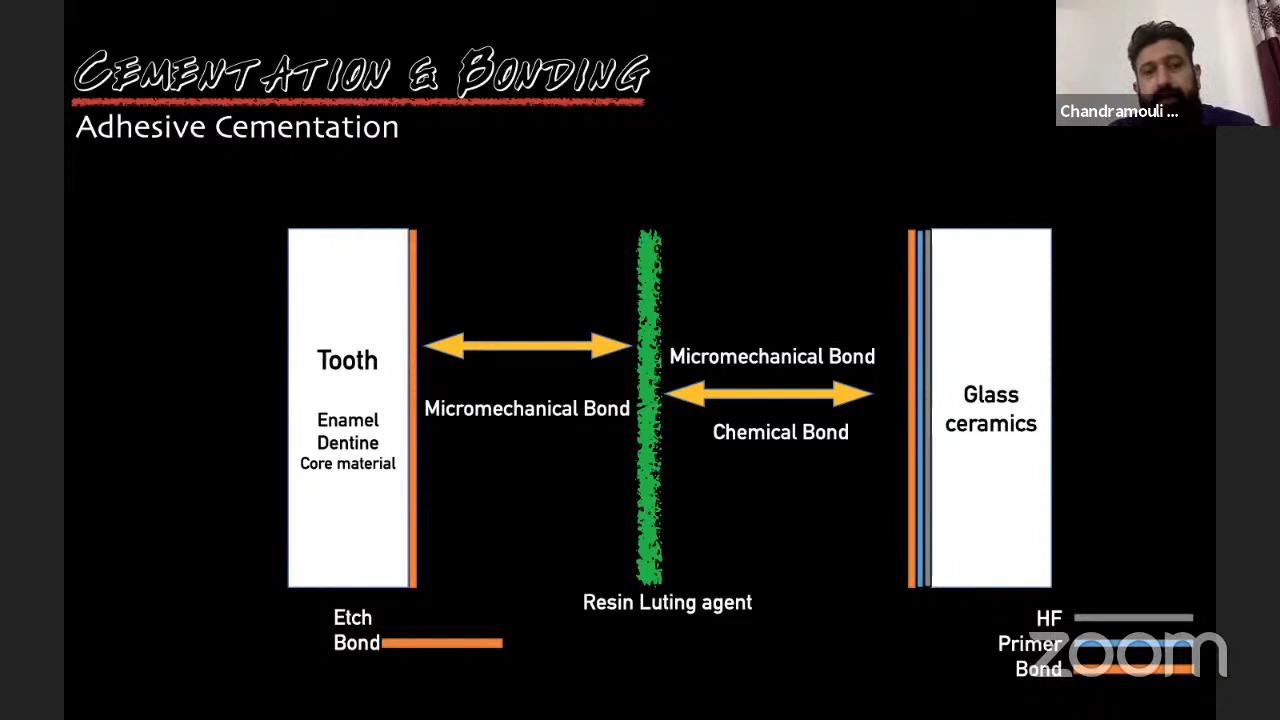 CEMENTATION & BONDING
Adhesive Cementation
Chandramouli ...
Tooth
Enamel
Dentine
Core material
Micromechanical Bond
Micromechanical Bond
Chemical Bond
Glass
ceramics
Resin Luting agent
Etch
Bond
HF
Primer
Bond
zoom